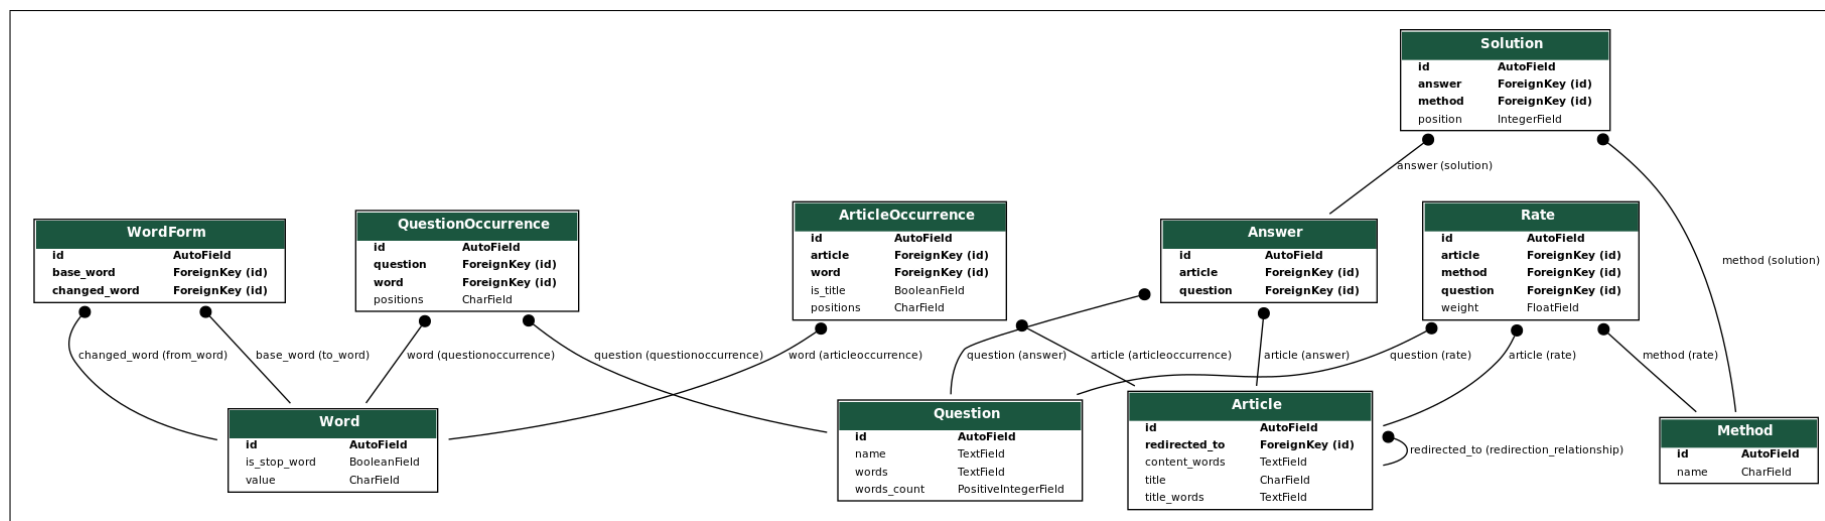 Solution
id AutoField
answer ForeignKey (id)
method ForeignKey (id)
position IntegerField
answer (solution)
method (solution)
WordForm
id AutoField
base_word ForeignKey (id)
changed_word ForeignKey (id)
QuestionOccurrence
id AutoField
question ForeignKey (id)
word ForeignKey (id)
positions CharField
ArticleOccurrence
id AutoField
article ForeignKey (id)
word ForeignKey (id)
is_title BooleanField
positions CharField
Answer
id AutoField
article ForeignKey (id)
question ForeignKey (id)
Rate
id AutoField
article ForeignKey (id)
method ForeignKey (id)
question ForeignKey (id)
weight FloatField
changed_word (from_word)
base_word (to_word)
word (questionoccurrence)
question (questionoccurrence)
word (articleoccurrence)
question (answer)
article (articleoccurrence)
article (answer)
question (rate)
article (rate)
method (rate)
Word
id AutoField
is_stop_word BooleanField
value CharField
Question
id AutoField
name TextField
words TextField
words_count PositiveIntegerField
Article
id AutoField
redirected_to ForeignKey (id)
content_words TextField
title CharField
title_words TextField
redirected_to (redirection_relationship)
Method
id AutoField
name CharField